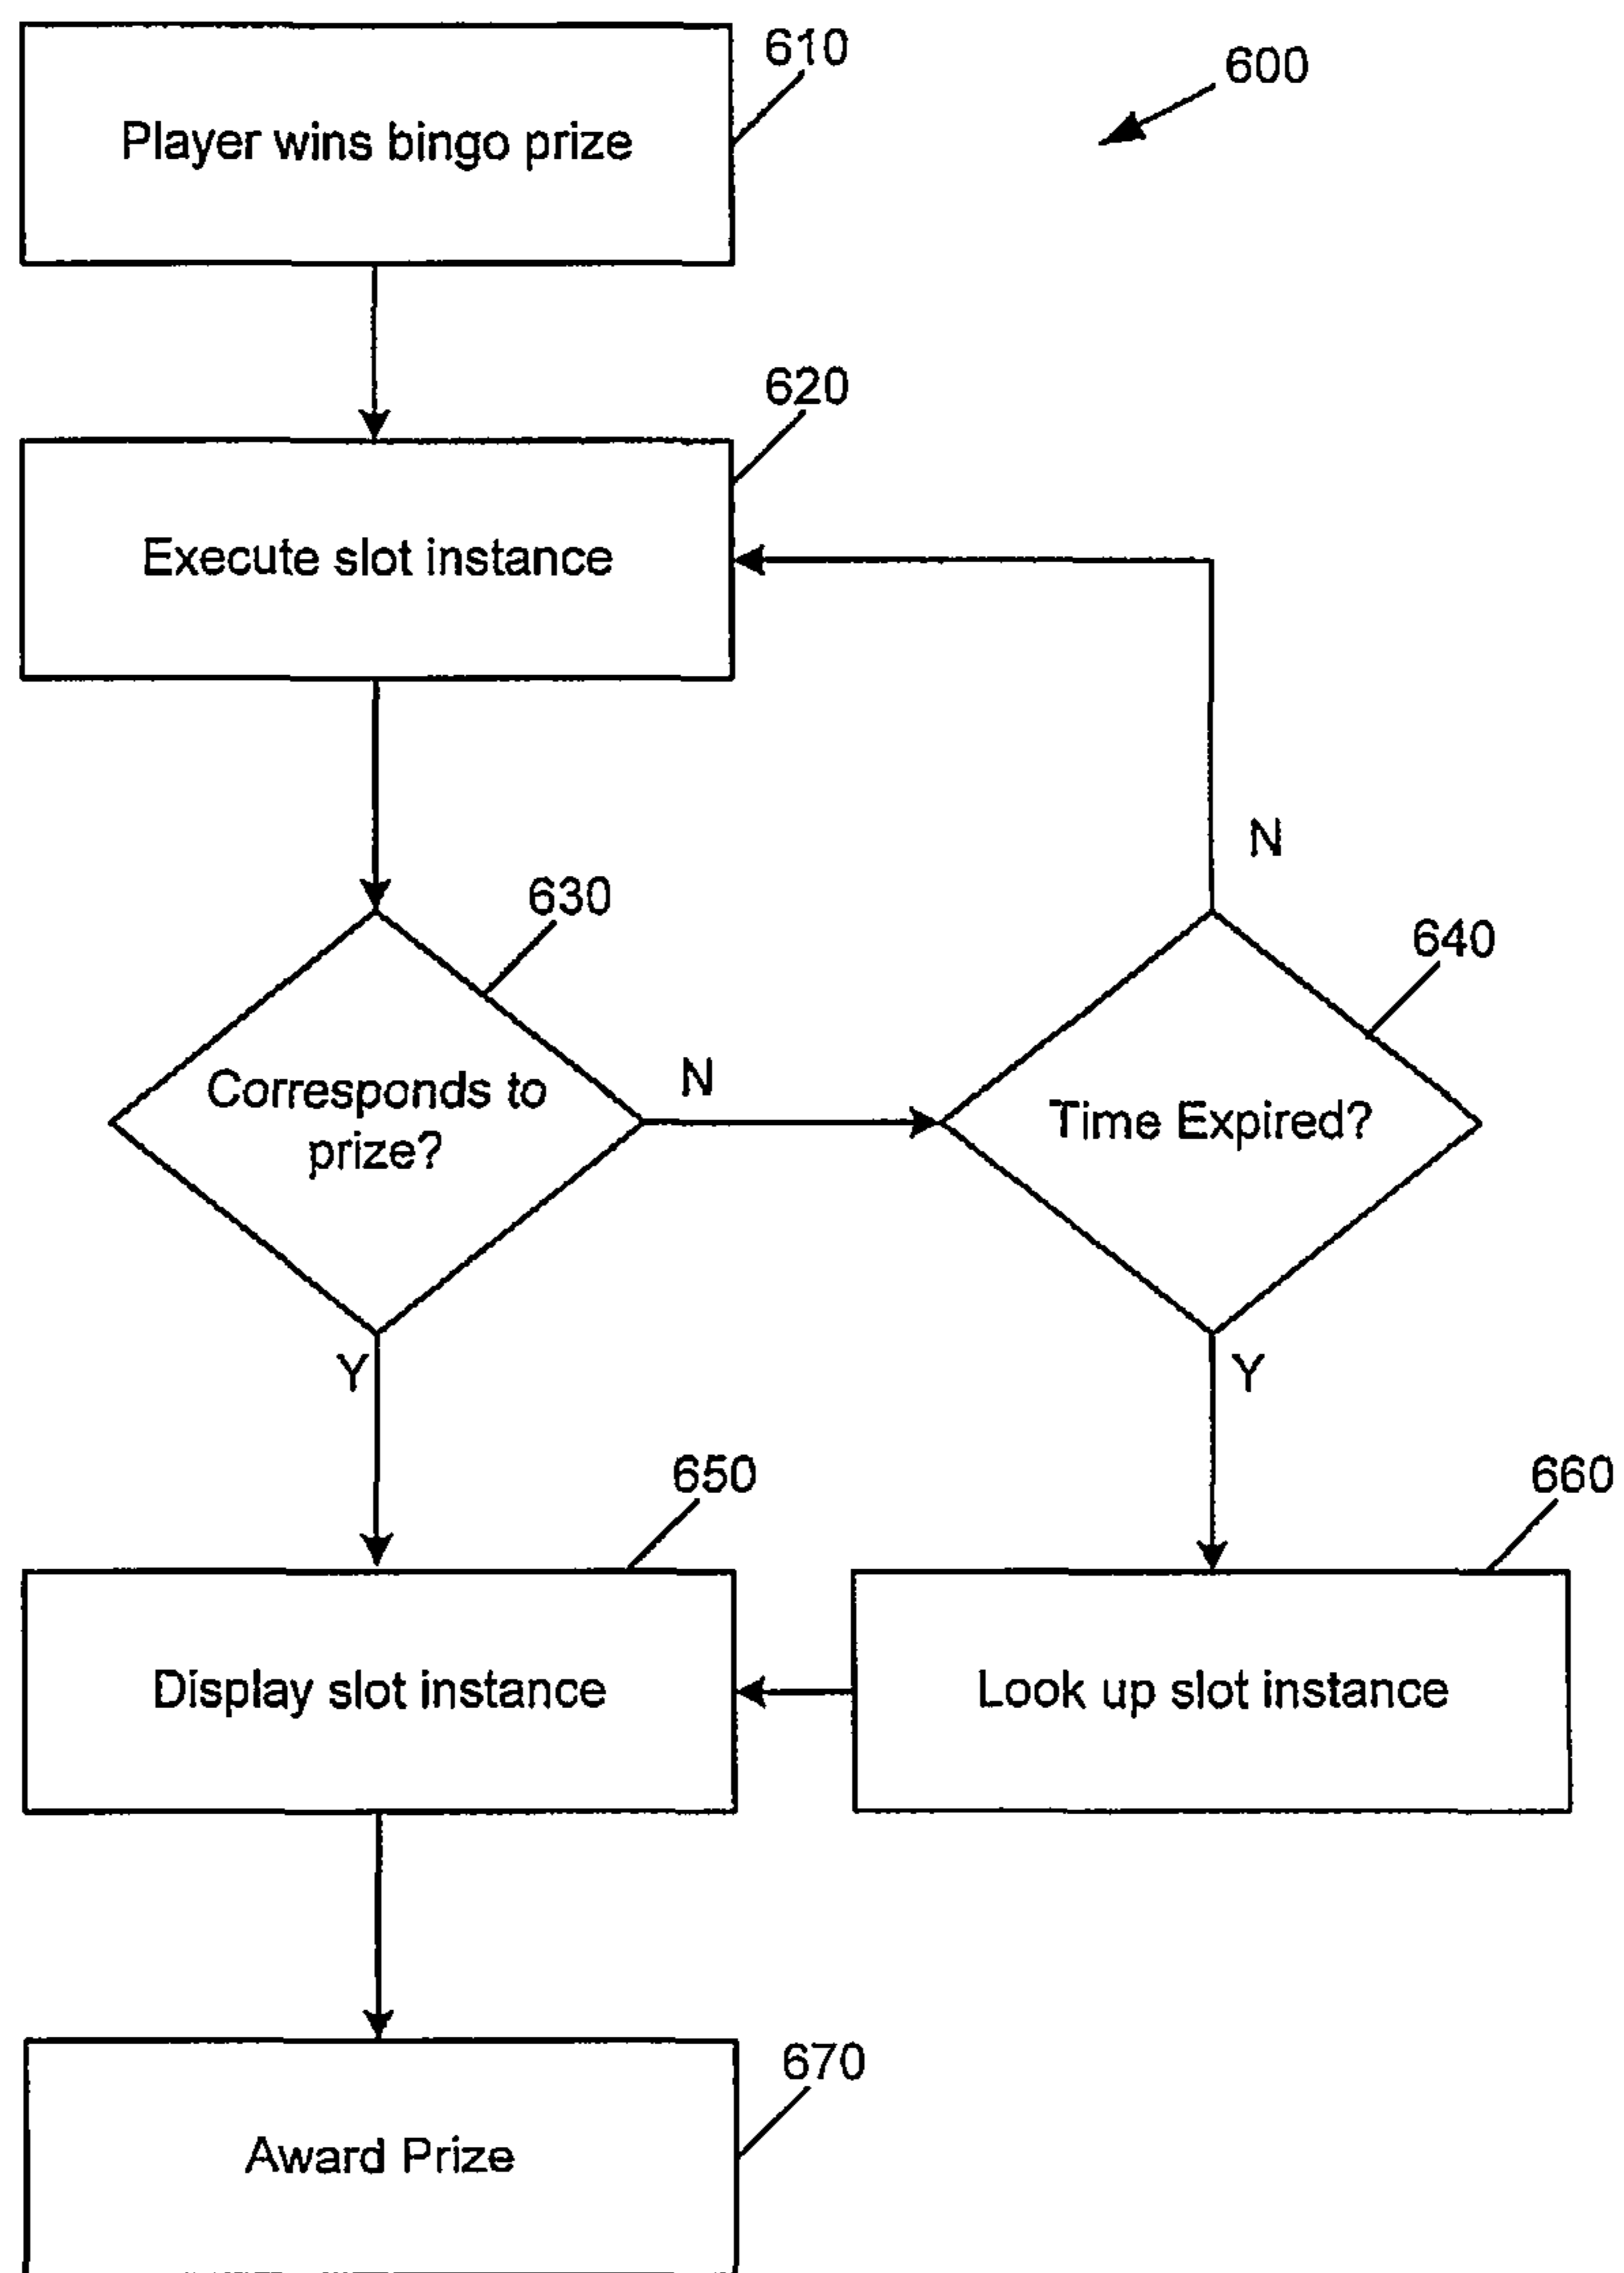 610
600
Player wins bingo prize
620
Execute slot instance
N
630
640
Corresponds to
prize?
N
Time Expired?
Y
Y
650
660
Display slot instance
Look up slot instance
670
Award Prize